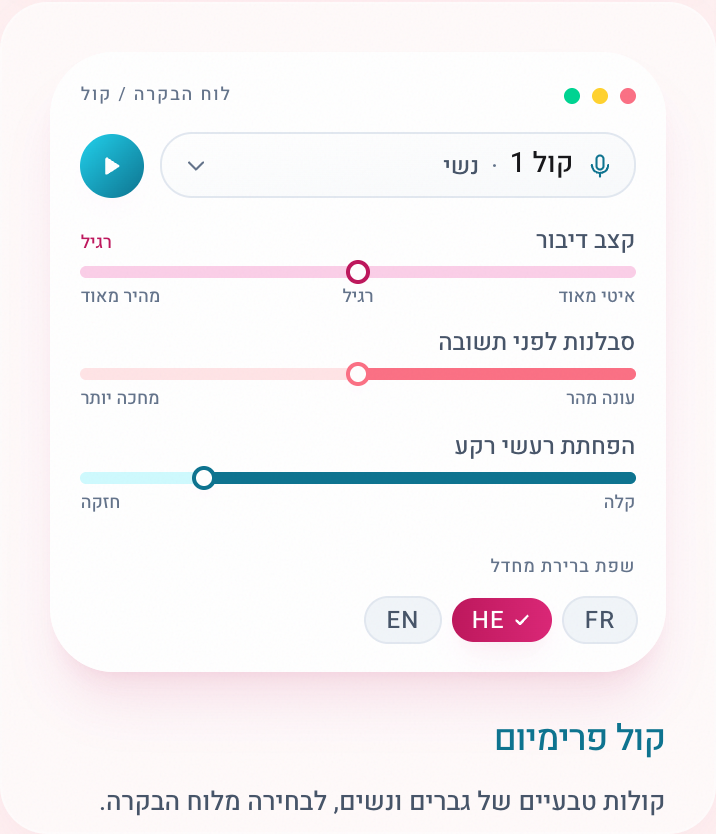 לוח הבקרה / קול
קול 1 · נשי
קצב דיבור רגיל
איטי מאוד רגיל מהיר מאוד
סבלנות לפני תשובה
עונה מהר מחכה יותר
הפחתת רעשי רקע
קלה חזקה
שפת ברירת מחדל
FR HE EN
קול פרימיום
קולות טבעיים של גברים ונשים, לבחירה מלוח הבקרה.